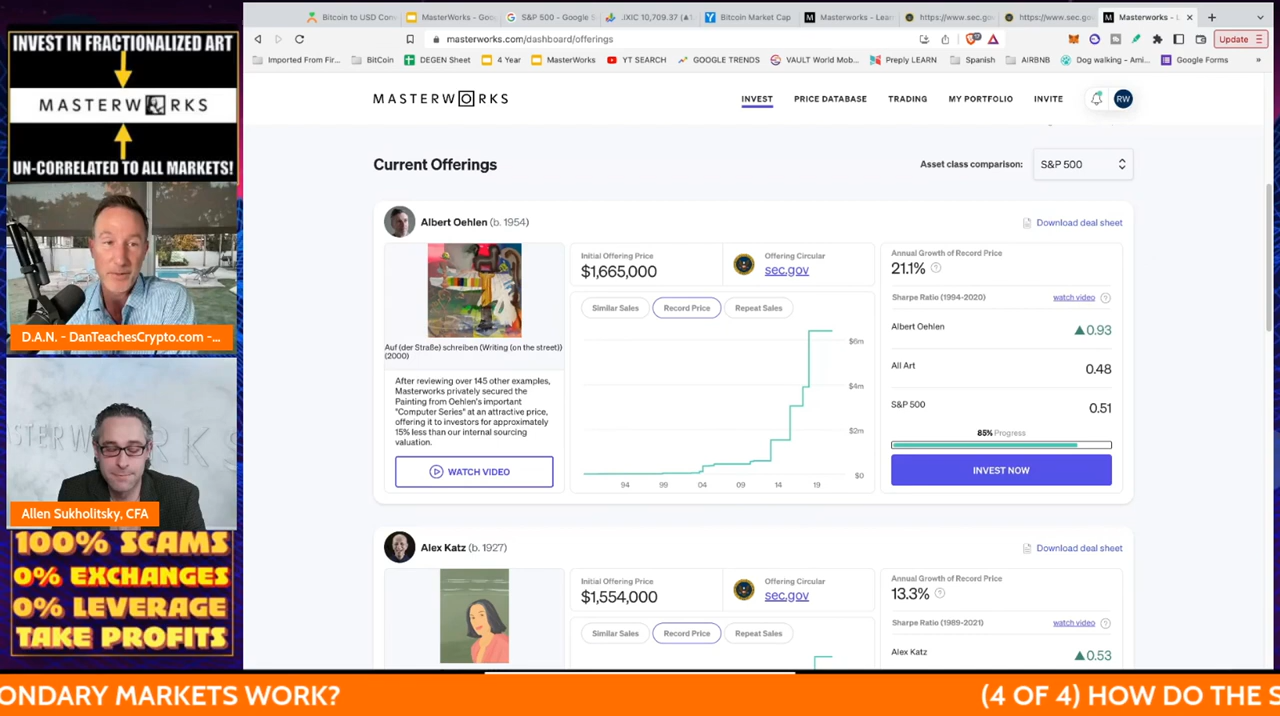 INVEST IN FRACTIONALIZED ART
MASTERWORKS
UN-CORRELATED TO ALL MARKETS!
D.A.N. - DanTeachesCrypto.com -...
Allen Sukholitsky, CFA
100% SCAMS
0% EXCHANGES
0% LEVERAGE
TAKE PROFITS
Bitcoin to USD Conv
MasterWorks - Goo
S&P 500 - Google S
.IXIC 10,709.37 (▲1
Bitcoin Market Cap
Masterworks - Lear
https://www.sec.go
https://www.sec.go
Masterworks - L
masterworks.com/dashboard/offerings
Update
Imported From Fir...
BitCoin
DEGEN Sheet
4 Year
MasterWorks
YT SEARCH
GOOGLE TRENDS
VAULT World Mob...
Preply LEARN
Spanish
AIRBNB
Dog walking - Ami...
Google Forms
»
MASTERWORKS
INVEST
PRICE DATABASE
TRADING
MY PORTFOLIO
INVITE
RW
Current Offerings
Asset class comparison:
S&P 500
Albert Oehlen (b. 1954)
Download deal sheet
Auf (der Straße) schreiben (Writing (on the street))
(2000)
After reviewing over 145 other examples,
Masterworks privately secured the
Painting from Oehlen's important
"Computer Series" at an attractive price,
offering it to investors for approximately
15% less than our internal sourcing
valuation.
WATCH VIDEO
Initial Offering Price
$1,665,000
Offering Circular
sec.gov
Similar Sales
Record Price
Repeat Sales
$6m
$4m
$2m
$0
94 99 04 09 14 19
Annual Growth of Record Price
21.1%
Sharpe Ratio (1994-2020)
watch video
Albert Oehlen
▲0.93
All Art
0.48
S&P 500
0.51
85% Progress
INVEST NOW
Alex Katz (b. 1927)
Download deal sheet
Initial Offering Price
$1,554,000
Offering Circular
sec.gov
Similar Sales
Record Price
Repeat Sales
Annual Growth of Record Price
13.3%
Sharpe Ratio (1989-2021)
watch video
Alex Katz
▲0.53
ONDARY MARKETS WORK?
(4 OF 4) HOW DO THE S